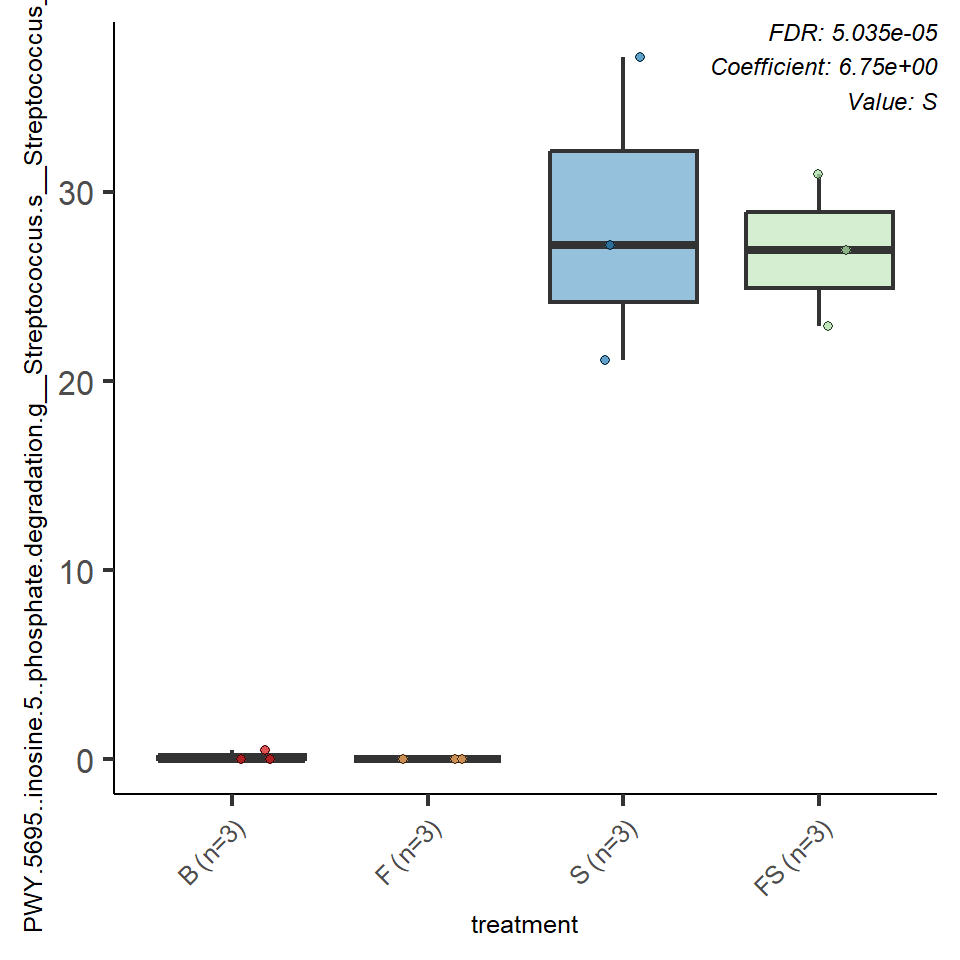 FDR: 5.035e-05
Coefficient: 6.75e+00
Value: S
PWY.5695..inosine.5..phosphate.degradation.g__Streptococcus.s__Streptococcus_
30
20
10
0
B (n=3)
F (n=3)
S (n=3)
FS (n=3)
treatment